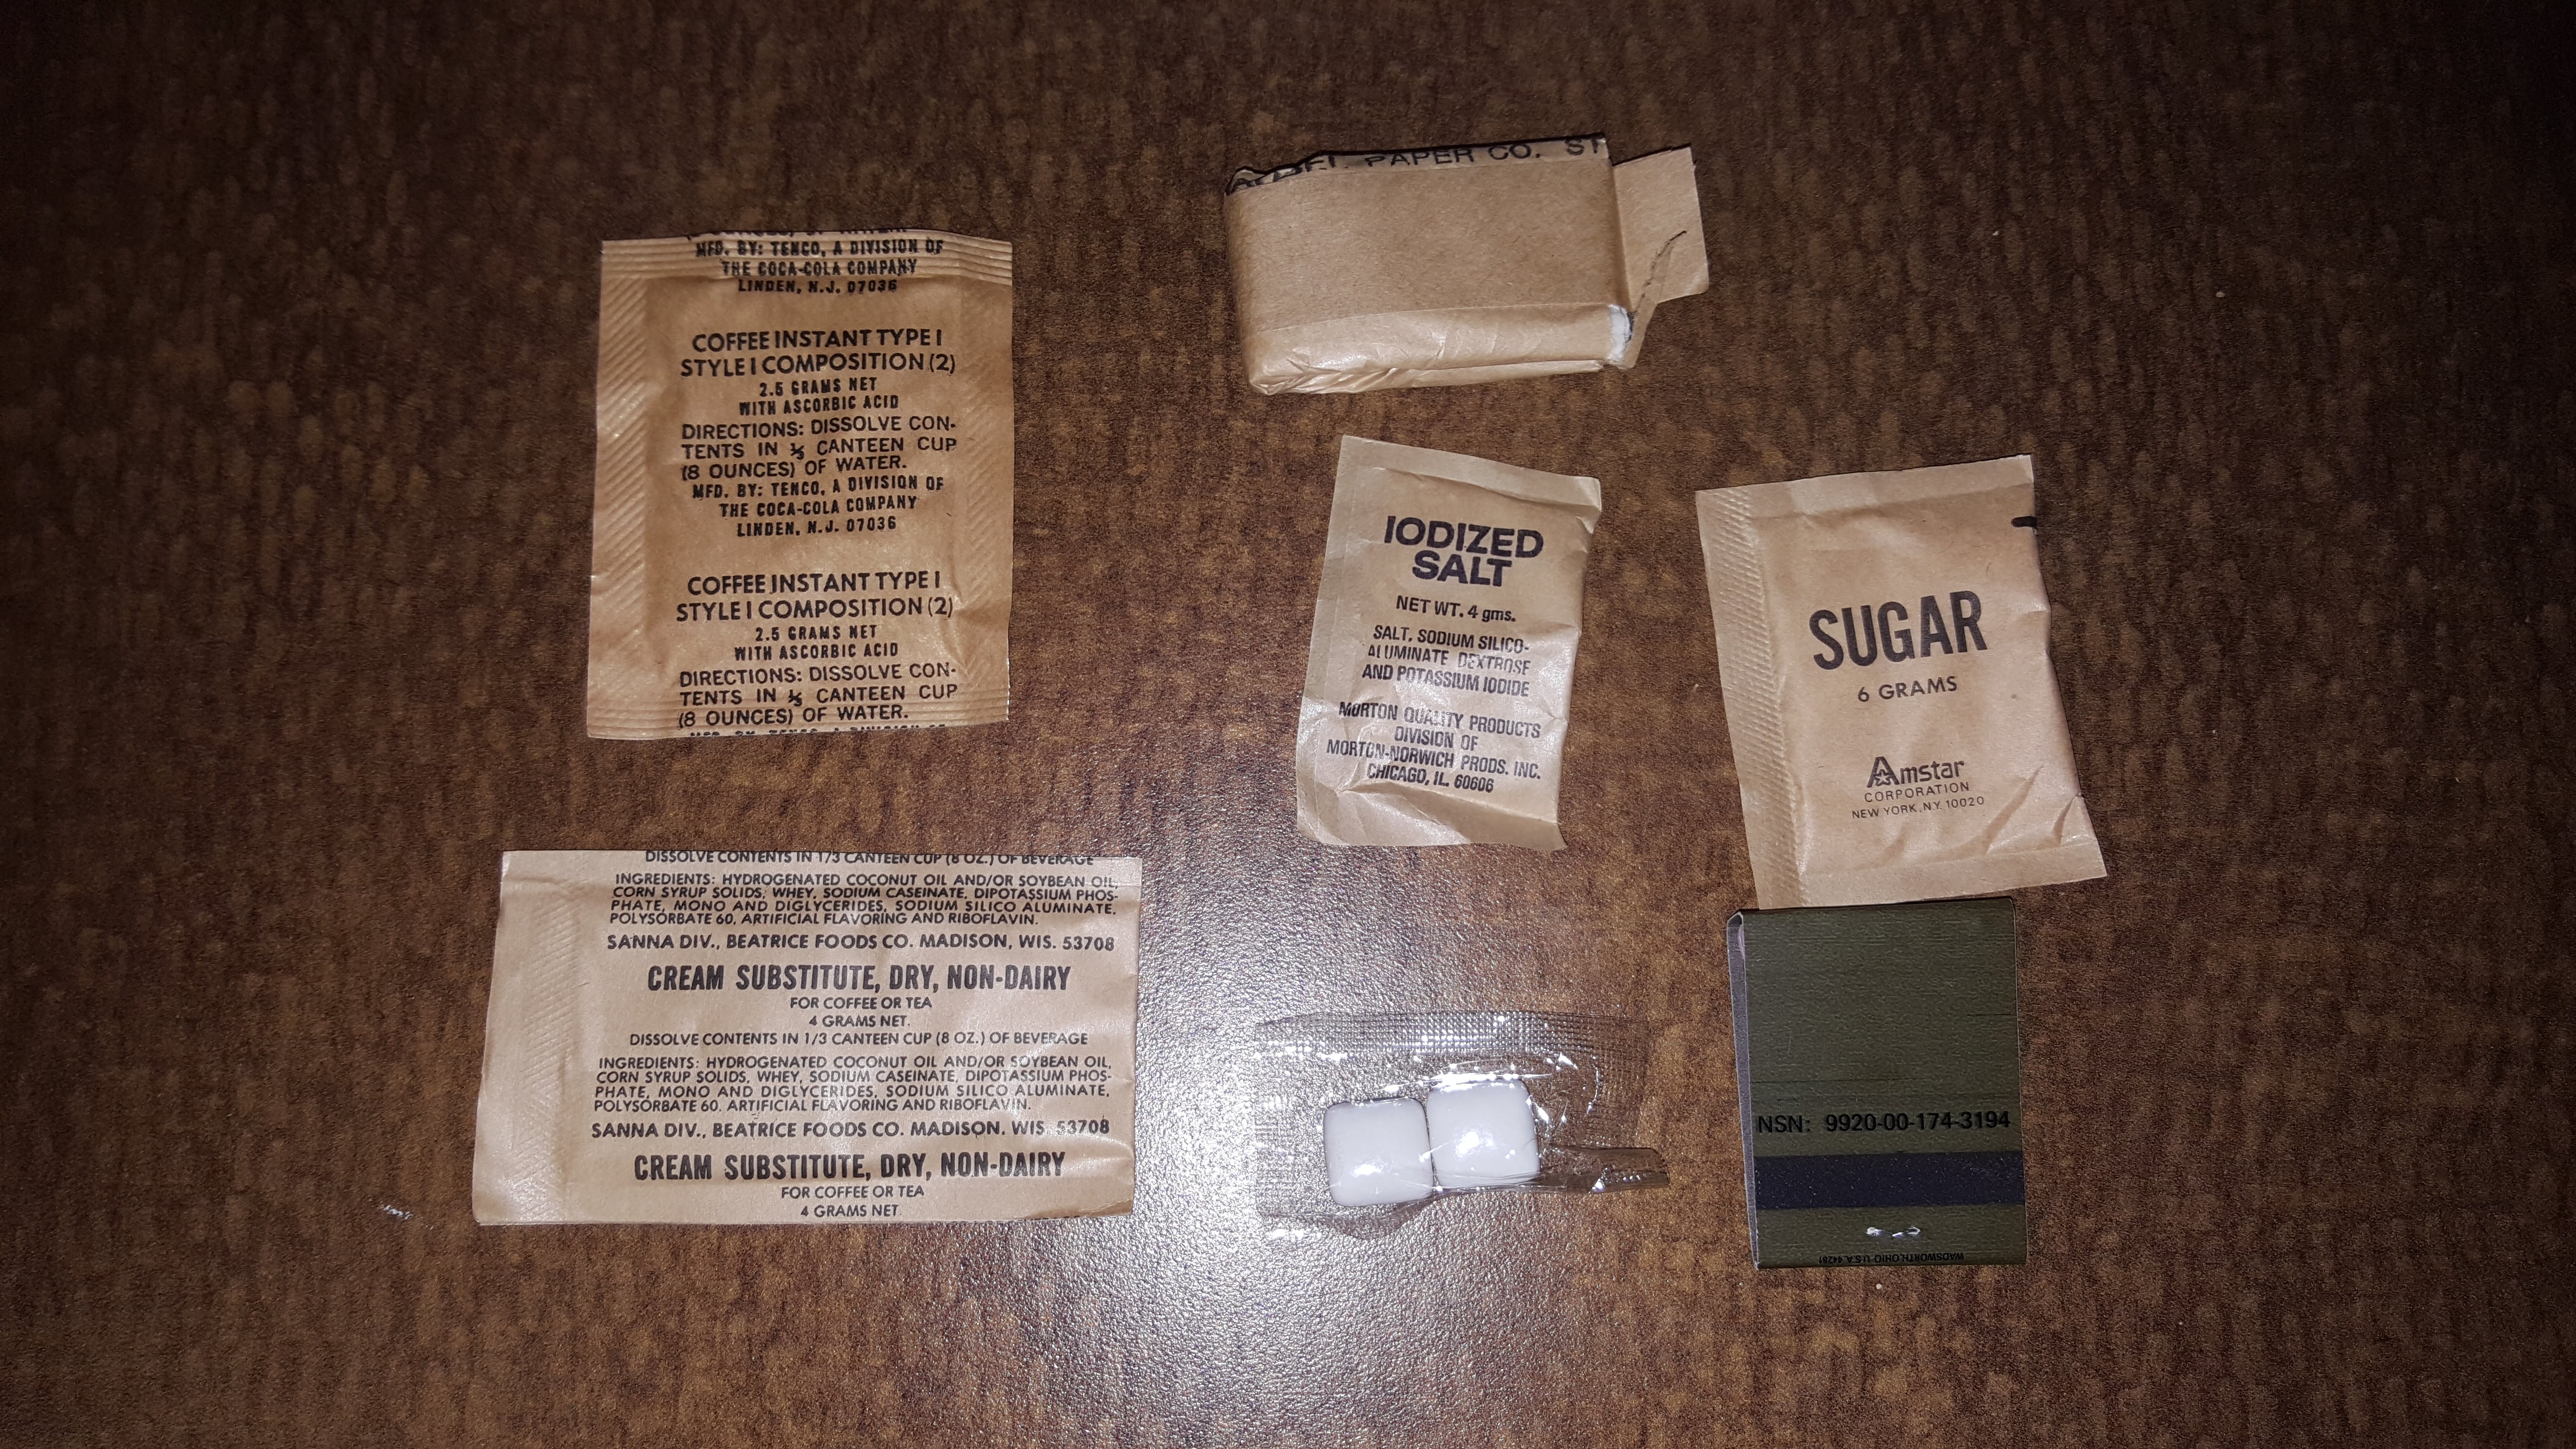 PAPER CO. ST
MFD. BY: TENCO, A DIVISION OF
THE COCA-COLA COMPANY
LINDEN, N.J. 07036
COFFEE INSTANT TYPE I
STYLE I COMPOSITION (2)
2.5 GRAMS NET
WITH ASCORBIC ACID
DIRECTIONS: DISSOLVE CON-
TENTS IN ⅓ CANTEEN CUP
(8 OUNCES) OF WATER.
MFD. BY: TENCO, A DIVISION OF
THE COCA-COLA COMPANY
LINDEN, N.J. 07036
COFFEE INSTANT TYPE I
STYLE I COMPOSITION (2)
2.5 GRAMS NET
WITH ASCORBIC ACID
DIRECTIONS: DISSOLVE CON-
TENTS IN ⅓ CANTEEN CUP
(8 OUNCES) OF WATER.
MFD. BY: TENCO, A DIVISION OF
IODIZED
SALT
NET WT. 4 gms.
SALT, SODIUM SILICO-
ALUMINATE DEXTROSE
AND POTASSIUM IODIDE
MORTON QUALITY PRODUCTS
DIVISION OF
MORTON-NORWICH PRODS. INC.
CHICAGO, IL. 60606
SUGAR
6 GRAMS
Amstar
CORPORATION
NEW YORK, N.Y. 10020
DISSOLVE CONTENTS IN 1/3 CANTEEN CUP (8 OZ.) OF BEVERAGE
INGREDIENTS: HYDROGENATED COCONUT OIL AND/OR SOYBEAN OIL,
CORN SYRUP SOLIDS, WHEY, SODIUM CASEINATE, DIPOTASSIUM PHOS-
PHATE, MONO AND DIGLYCERIDES, SODIUM SILICO ALUMINATE,
POLYSORBATE 60, ARTIFICIAL FLAVORING AND RIBOFLAVIN.
SANNA DIV., BEATRICE FOODS CO. MADISON, WIS. 53708
CREAM SUBSTITUTE, DRY, NON-DAIRY
FOR COFFEE OR TEA
4 GRAMS NET.
DISSOLVE CONTENTS IN 1/3 CANTEEN CUP (8 OZ.) OF BEVERAGE
INGREDIENTS: HYDROGENATED COCONUT OIL AND/OR SOYBEAN OIL,
CORN SYRUP SOLIDS, WHEY, SODIUM CASEINATE, DIPOTASSIUM PHOS-
PHATE, MONO AND DIGLYCERIDES, SODIUM SILICO ALUMINATE,
POLYSORBATE 60, ARTIFICIAL FLAVORING AND RIBOFLAVIN.
SANNA DIV., BEATRICE FOODS CO. MADISON, WIS. 53708
CREAM SUBSTITUTE, DRY, NON-DAIRY
FOR COFFEE OR TEA
4 GRAMS NET
NSN: 9920-00-174-3194
WADSWORTH, OHIO U.S.A. 44281